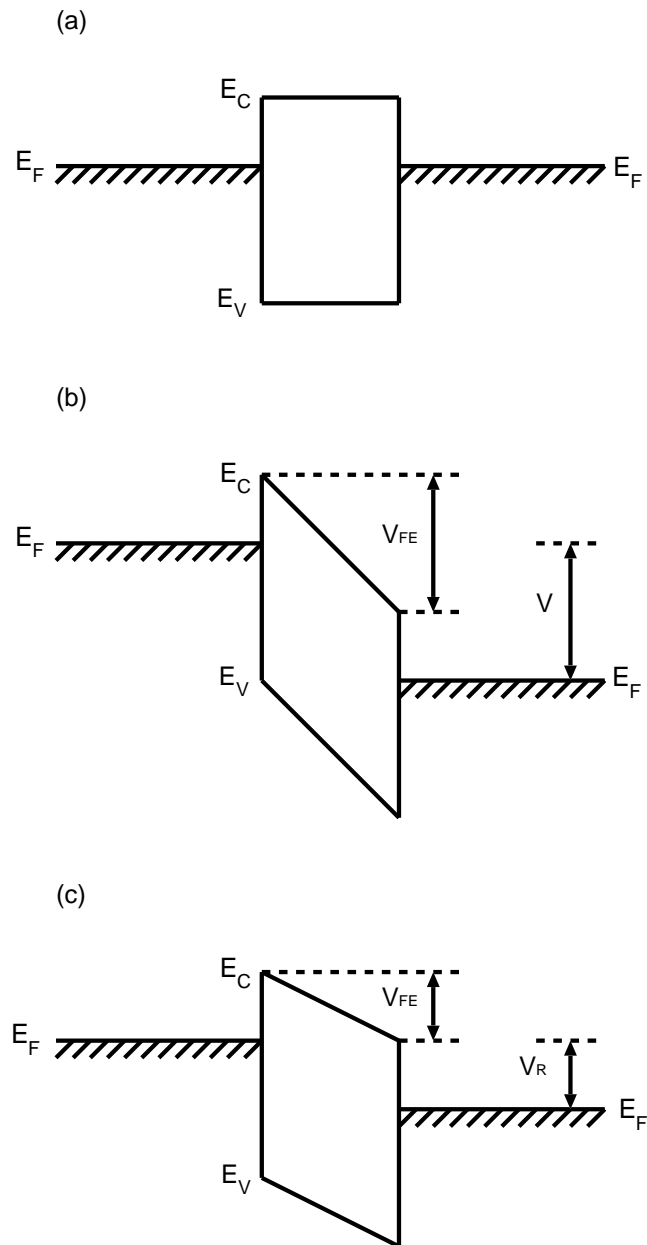 (a)
E_C
E_F E_F
E_V
(b)
E_C
E_F V_FE V
E_V E_F
(c)
E_C
V_FE
E_F V_R
E_F
E_V